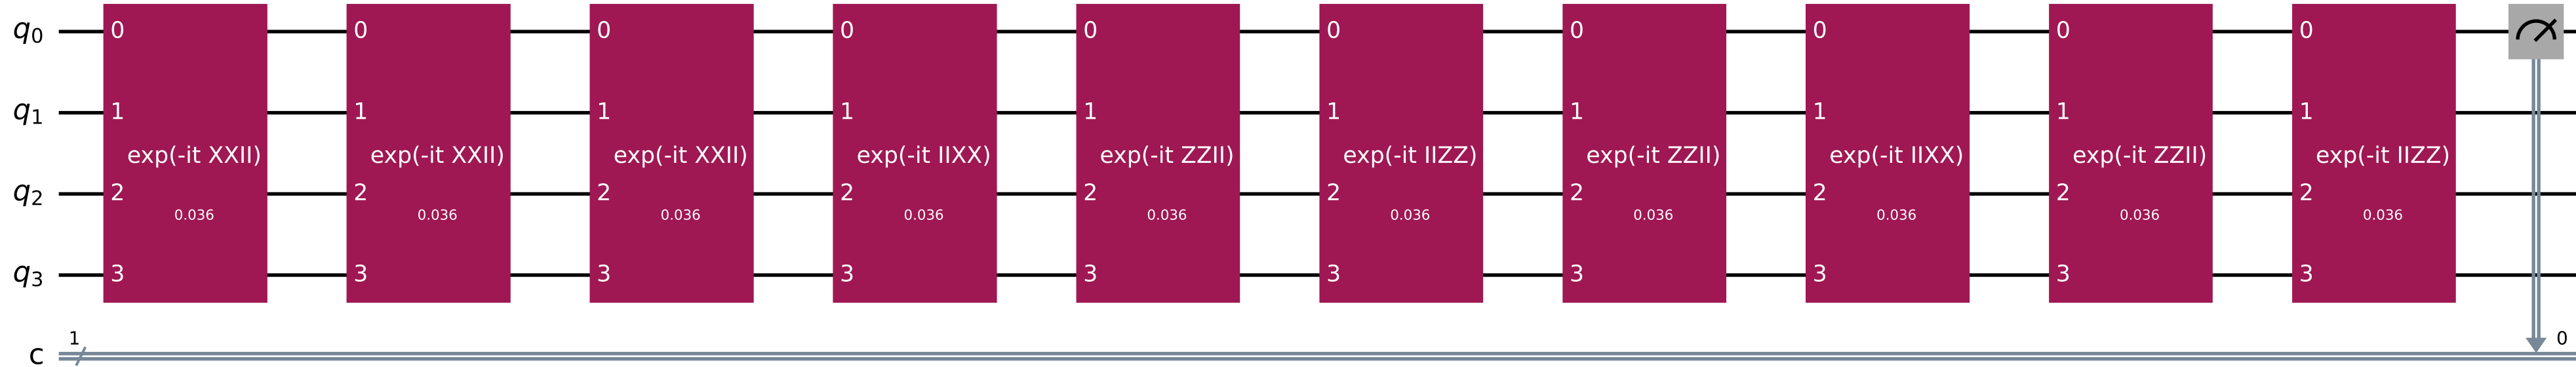 q0 0 0 0 0 0 0 0 0 0 0
q1 1 1 1 1 1 1 1 1 1 1
exp(-it XXII) exp(-it XXII) exp(-it XXII) exp(-it IIXX) exp(-it ZZII) exp(-it IIZZ) exp(-it ZZII) exp(-it IIXX) exp(-it ZZII) exp(-it IIZZ)
q2 2 2 2 2 2 2 2 2 2 2
0.036 0.036 0.036 0.036 0.036 0.036 0.036 0.036 0.036 0.036
q3 3 3 3 3 3 3 3 3 3 3
1 0
c